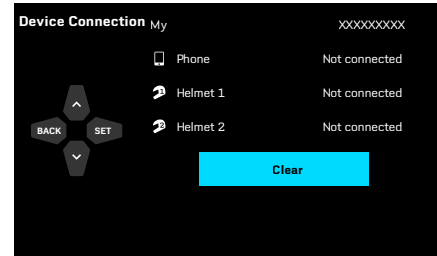 Device Connection My XXXXXXXXX
Phone Not connected
Helmet 1 Not connected
BACK SET
Helmet 2 Not connected
Clear